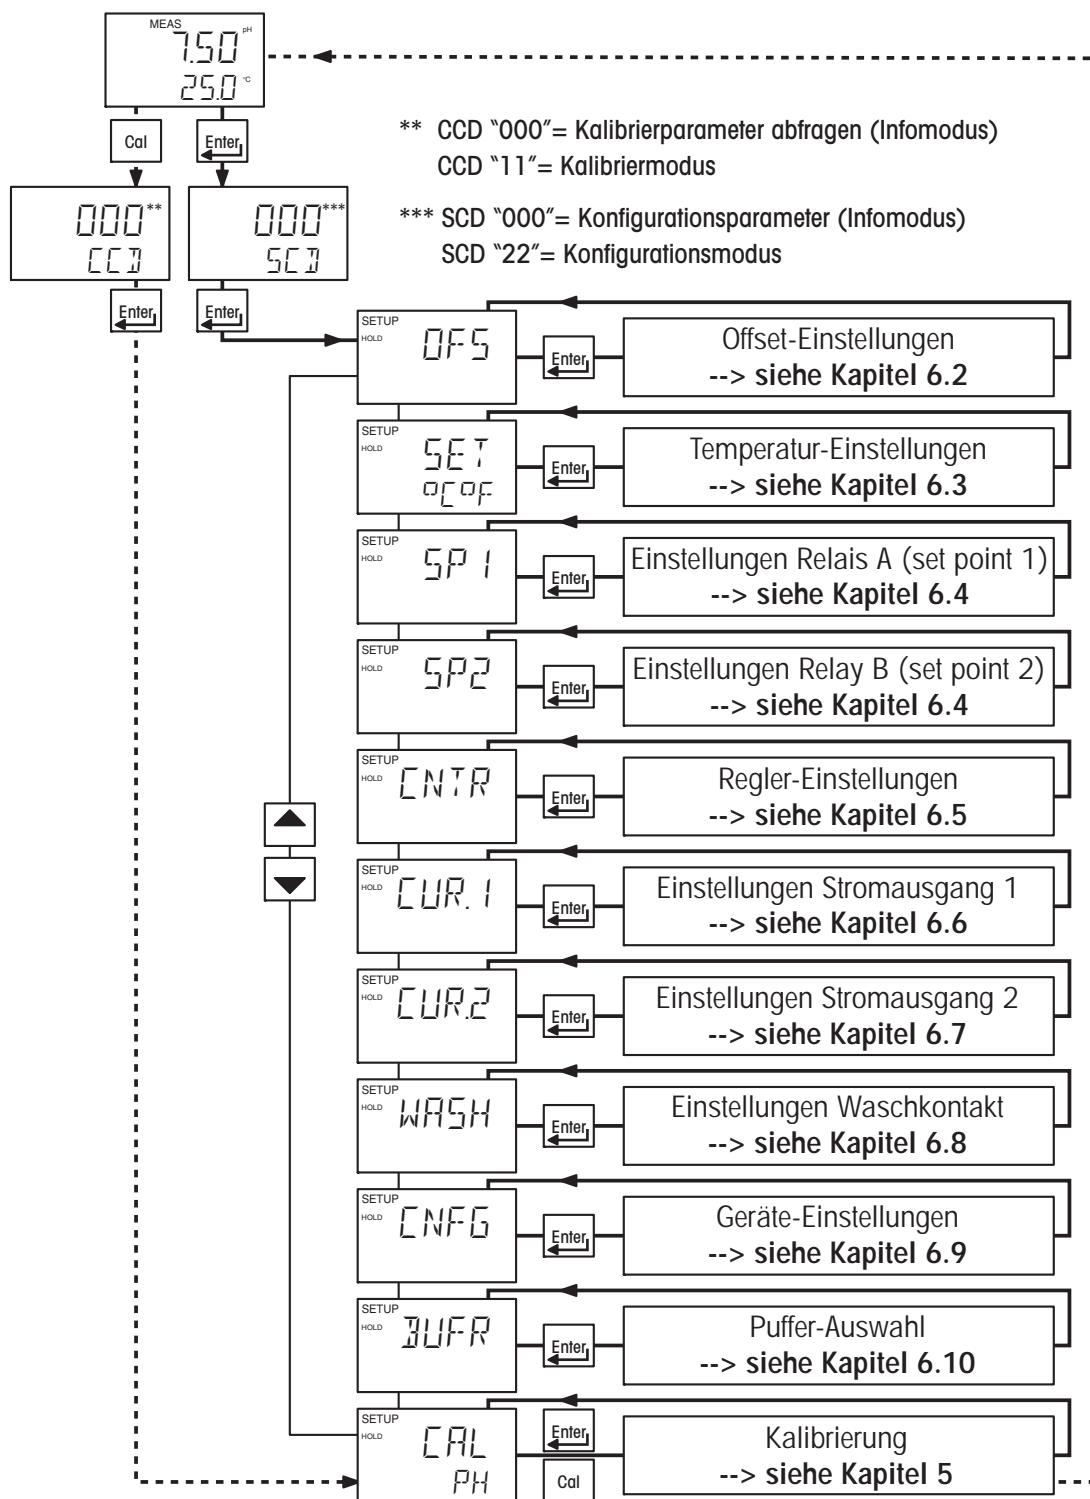 MEAS
7.50 pH
25.0 °C
Cal
Enter
** CCD "000"= Kalibrierparameter abfragen (Infomodus)
CCD "11"= Kalibriermodus
000**
CCD
000***
SCD
*** SCD "000"= Konfigurationsparameter (Infomodus)
SCD "22"= Konfigurationsmodus
Enter
Enter
SETUP
HOLD
OFS
Enter
Offset-Einstellungen
--> siehe Kapitel 6.2
SETUP
HOLD
SET
°C°F
Enter
Temperatur-Einstellungen
--> siehe Kapitel 6.3
SETUP
HOLD
SP1
Enter
Einstellungen Relais A (set point 1)
--> siehe Kapitel 6.4
SETUP
HOLD
SP2
Enter
Einstellungen Relay B (set point 2)
--> siehe Kapitel 6.4
SETUP
HOLD
CNTR
Enter
Regler-Einstellungen
--> siehe Kapitel 6.5
SETUP
HOLD
CUR.1
Enter
Einstellungen Stromausgang 1
--> siehe Kapitel 6.6
SETUP
HOLD
CUR.2
Enter
Einstellungen Stromausgang 2
--> siehe Kapitel 6.7
SETUP
HOLD
WASH
Enter
Einstellungen Waschkontakt
--> siehe Kapitel 6.8
SETUP
HOLD
CNFG
Enter
Geräte-Einstellungen
--> siehe Kapitel 6.9
SETUP
HOLD
BUFR
Enter
Puffer-Auswahl
--> siehe Kapitel 6.10
SETUP
HOLD
CAL
PH
Enter
Cal
Kalibrierung
--> siehe Kapitel 5